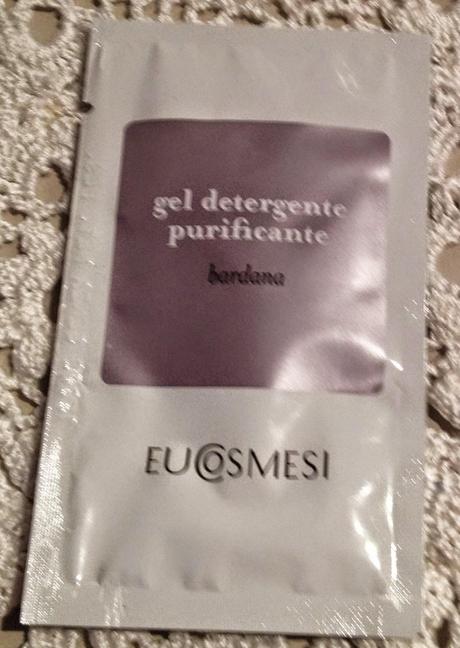 gel detergente
purificante
bardana
EUCOSMESI